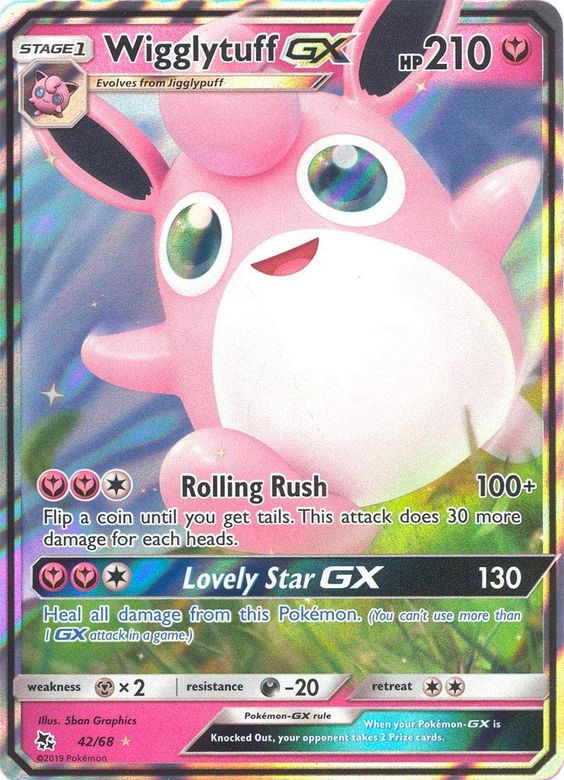 STAGE1 Wigglytuff GX HP210
Evolves from Jigglypuff
Rolling Rush 100+
Flip a coin until you get tails. This attack does 30 more
damage for each heads.
Lovely Star GX 130
Heal all damage from this Pokémon. (You can't use more than
1 GX attack in a game.)
weakness ×2 resistance -20 retreat
Illus. 5ban Graphics
Pokémon-GX rule
When your Pokémon-GX is
Knocked Out, your opponent takes 2 Prize cards.
42/68
©2019 Pokémon